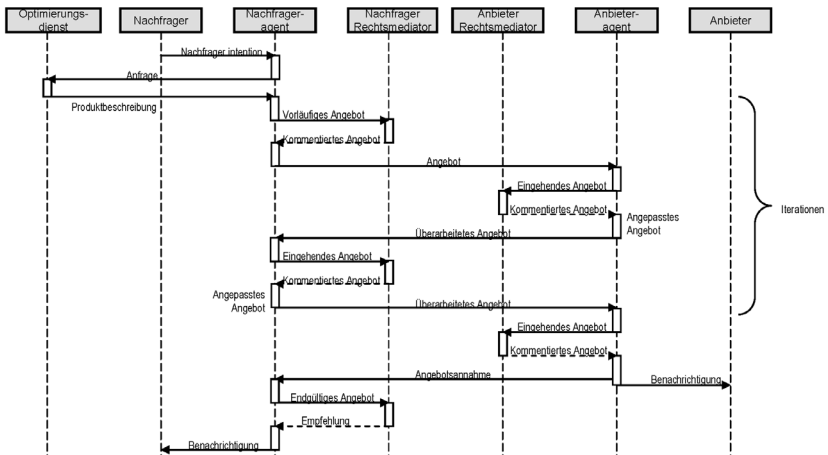 Optimierungs-
dienst
Nachfrager
Nachfrager-
agent
Nachfrager
Rechtsmediator
Anbieter
Rechtsmediator
Anbieter-
agent
Anbieter
Nachfrager intention
Anfrage
Produktbeschreibung
Vorläufiges Angebot
Kommentiertes Angebot
Angebot
Eingehendes Angebot
Kommentiertes Angebot
Angepasstes
Angebot
Iterationen
Überarbeitetes Angebot
Eingehendes Angebot
Kommentiertes Angebot
Angepasstes
Angebot
Überarbeitetes Angebot
Eingehendes Angebot
Kommentiertes Angebot
Angebotsannahme
Benachrichtigung
Endgültiges Angebot
Empfehlung
Benachrichtigung